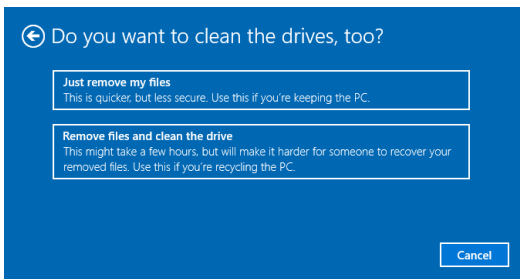 Do you want to clean the drives, too?
Just remove my files
This is quicker, but less secure. Use this if you're keeping the PC.
Remove files and clean the drive
This might take a few hours, but will make it harder for someone to recover your
removed files. Use this if you're recycling the PC.
Cancel